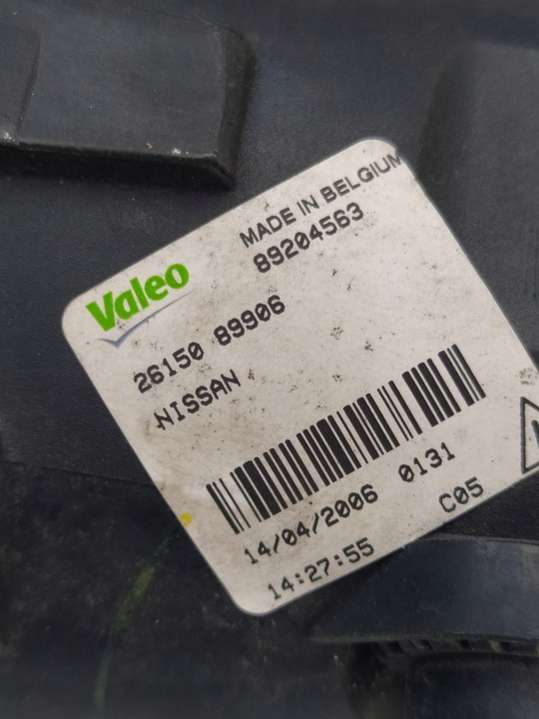 Valeo
MADE IN BELGIUM
89204563
26150 89906
NISSAN
14/04/2006 0131
14:27:55 C05